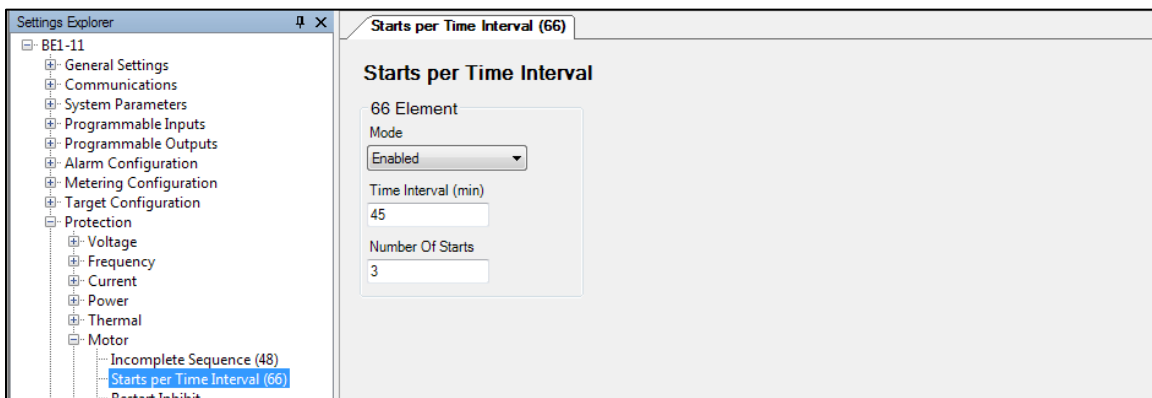 Settings Explorer
BE1-11
General Settings
Communications
System Parameters
Programmable Inputs
Programmable Outputs
Alarm Configuration
Metering Configuration
Target Configuration
Protection
Voltage
Frequency
Current
Power
Thermal
Motor
Incomplete Sequence (48)
Starts per Time Interval (66)
Restart Inhibit
Starts per Time Interval (66)
Starts per Time Interval
66 Element
Mode
Enabled
Time Interval (min)
45
Number Of Starts
3